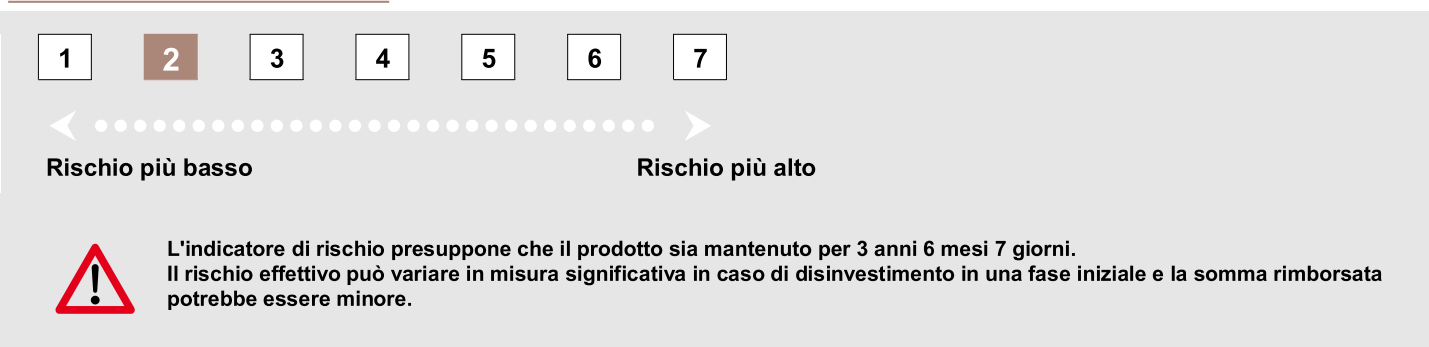 1 2 3 4 5 6 7
Rischio più basso Rischio più alto
L'indicatore di rischio presuppone che il prodotto sia mantenuto per 3 anni 6 mesi 7 giorni.
Il rischio effettivo può variare in misura significativa in caso di disinvestimento in una fase iniziale e la somma rimborsata
potrebbe essere minore.